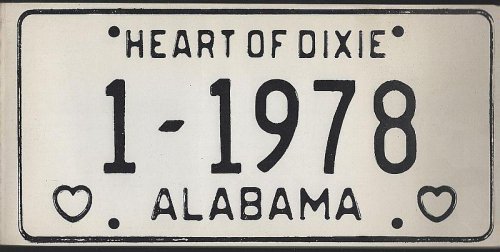 HEART OF DIXIE
1-1978
ALABAMA